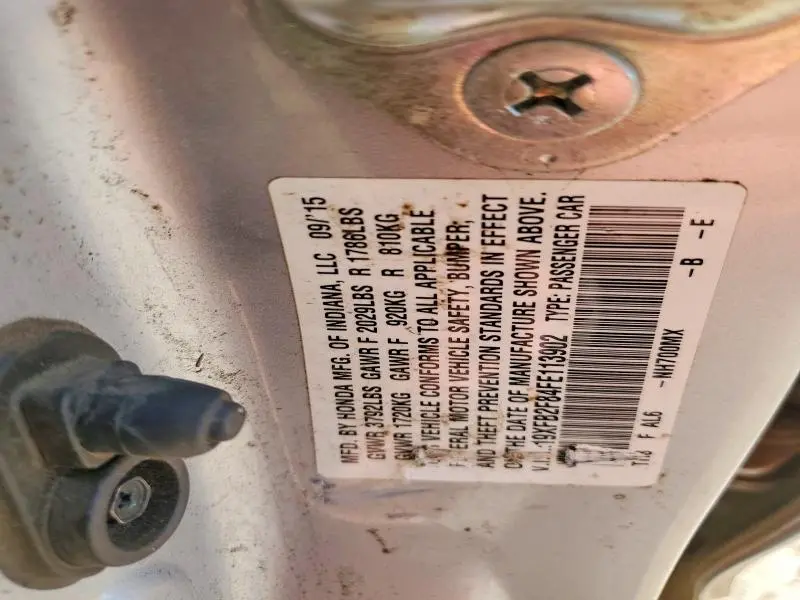 MFD. BY HONDA MFG. OF INDIANA, LLC 09/15
GVWR 3792LBS GAWR F 2029LBS R 1786LBS
GVWR 1720KG GAWR F 920KG R 810KG
VEHICLE CONFORMS TO ALL APPLICABLE
FEDERAL MOTOR VEHICLE SAFETY, BUMPER,
AND THEFT PREVENTION STANDARDS IN EFFECT
ON THE DATE OF MANUFACTURE SHOWN ABOVE.
19XFB2F84FE113902 TYPE: PASSENGER CAR
F AL6 -NH700MX -B -E